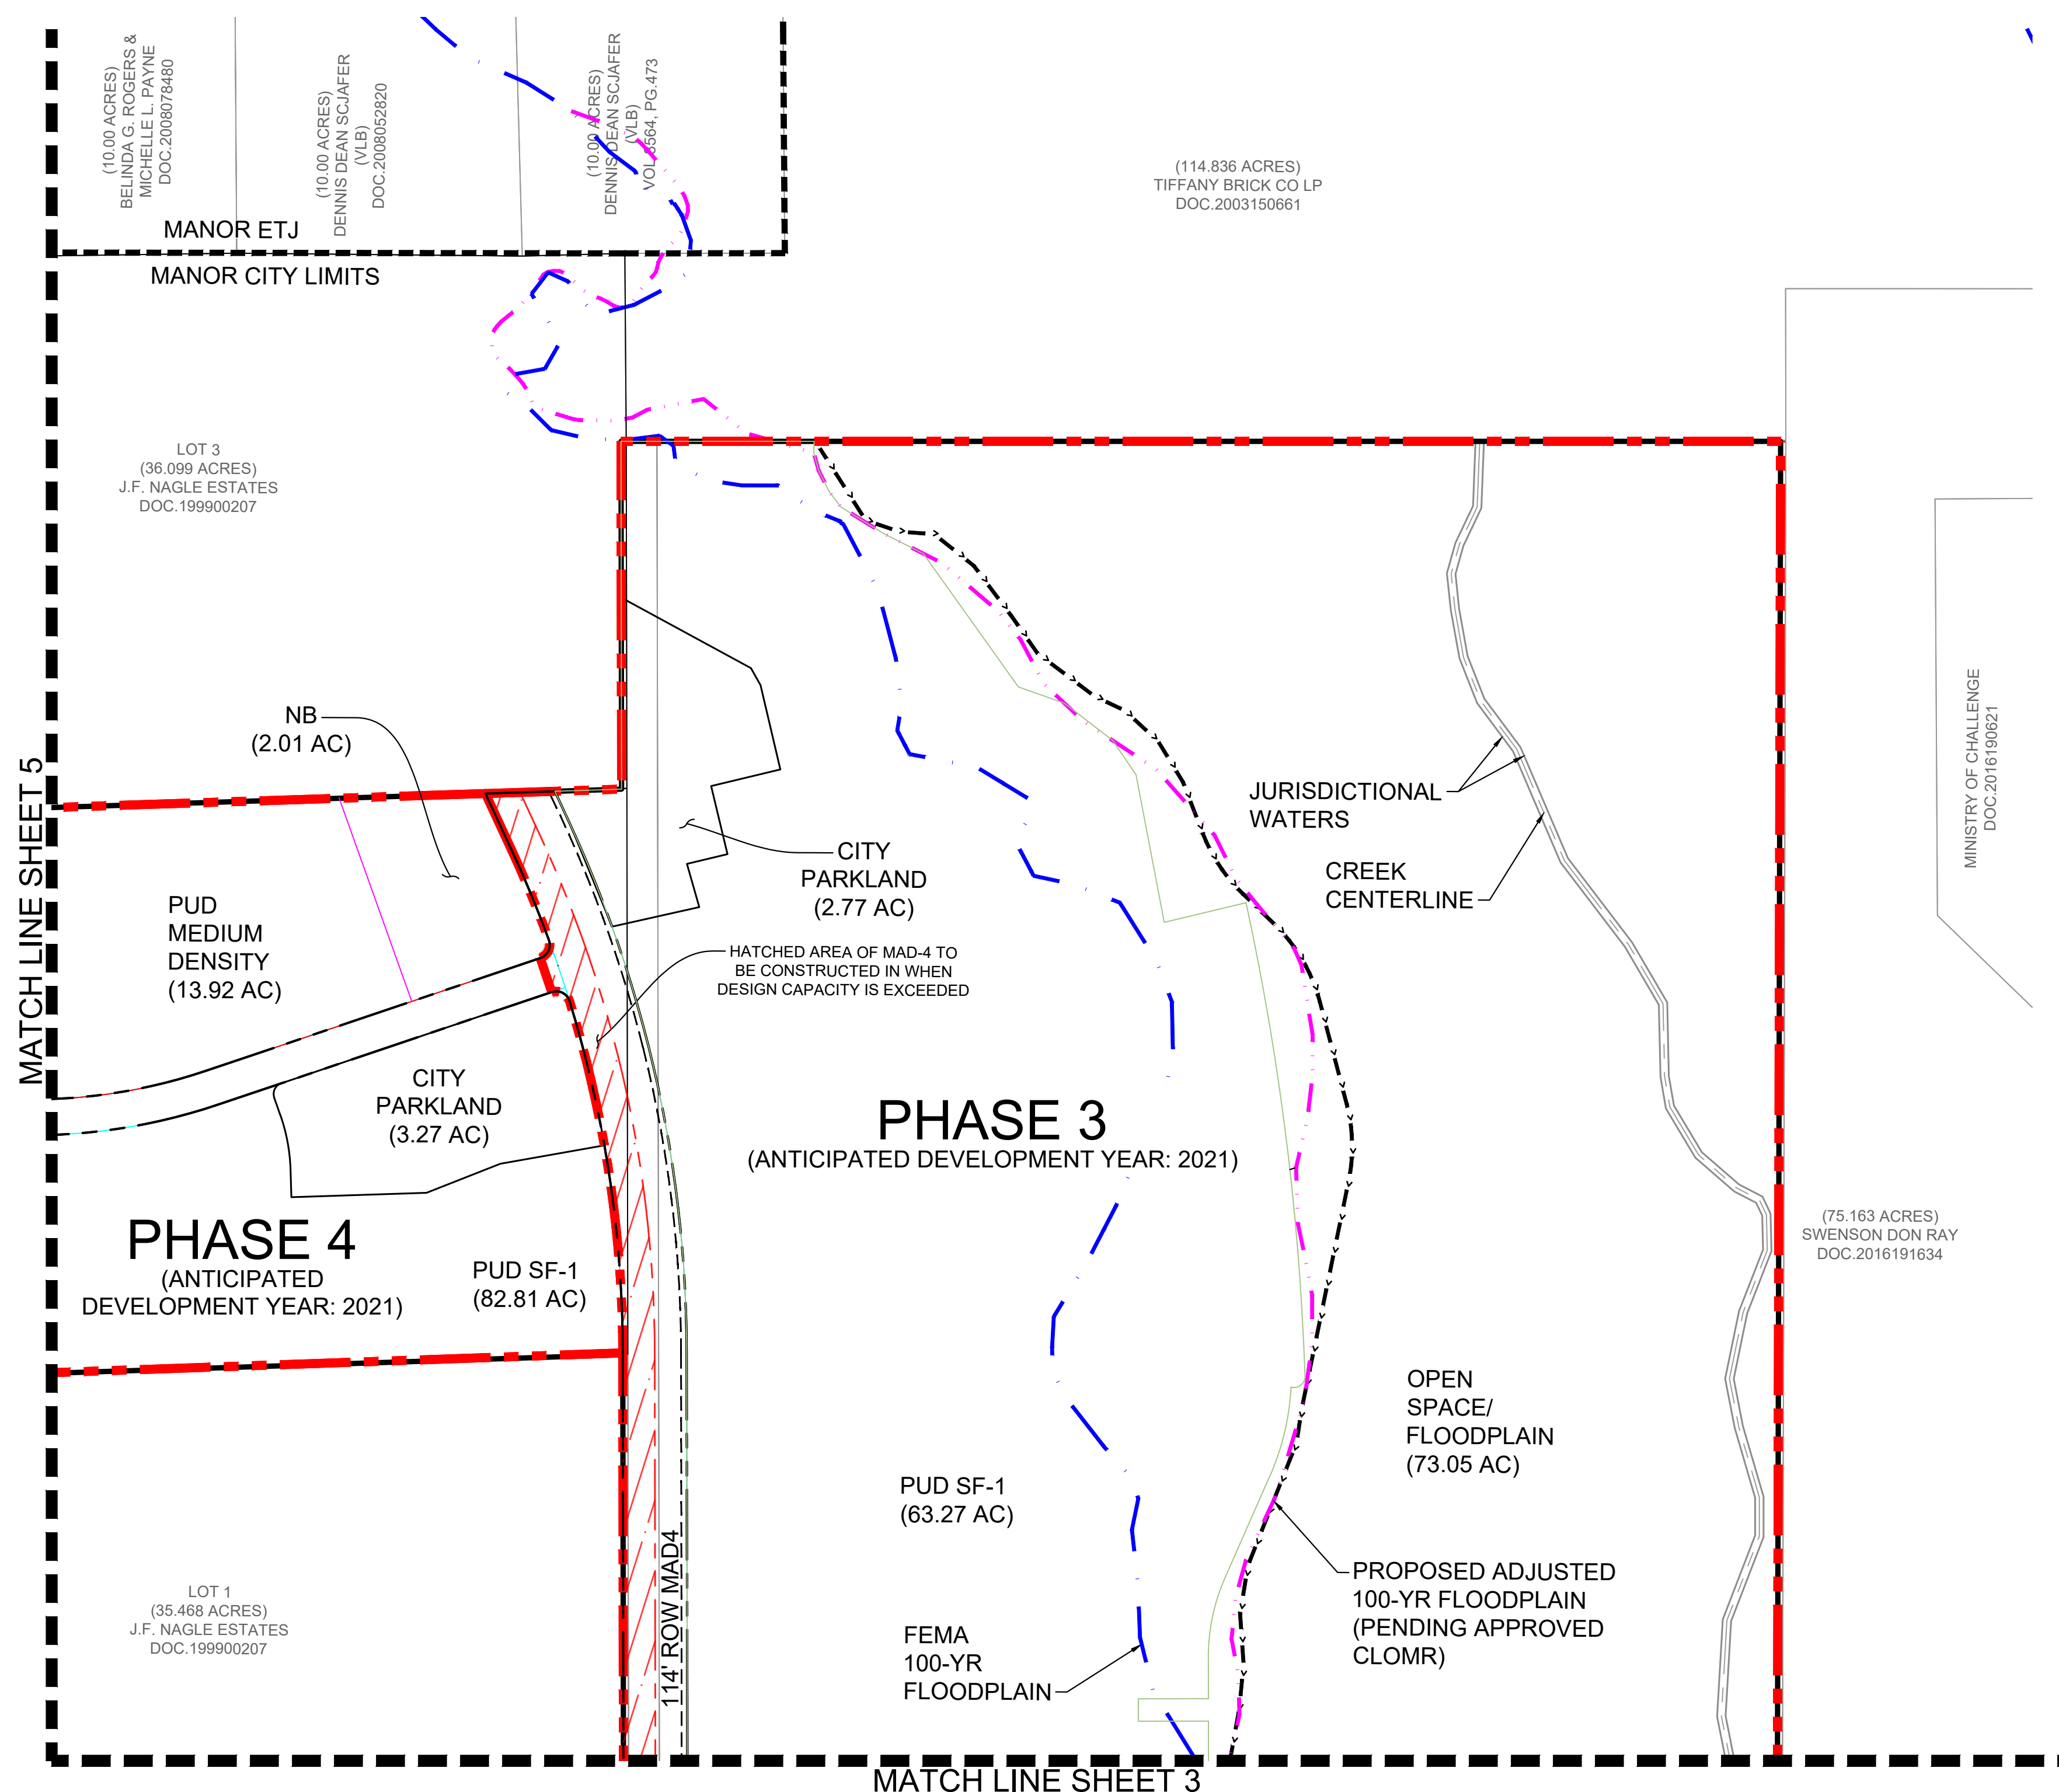 (10.00 ACRES)
BELINDA G. ROGERS &
MICHELLE L. PAYNE
DOC.2008078480
(10.00 ACRES)
DENNIS DEAN SCJAFER
(VLB)
DOC.2008052820
(10.00 ACRES)
DENNIS DEAN SCJAFER
(VLB)
VOL. 8564, PG.473
(114.836 ACRES)
TIFFANY BRICK CO LP
DOC.2003150661
MANOR ETJ
MANOR CITY LIMITS
LOT 3
(36.099 ACRES)
J.F. NAGLE ESTATES
DOC.199900207
NB
(2.01 AC)
MATCH LINE SHEET 5
PUD
MEDIUM
DENSITY
(13.92 AC)
CITY
PARKLAND
(2.77 AC)
HATCHED AREA OF MAD-4 TO
BE CONSTRUCTED IN WHEN
DESIGN CAPACITY IS EXCEEDED
JURISDICTIONAL
WATERS
CREEK
CENTERLINE
MINISTRY OF CHALLENGE
DOC.2016190621
CITY
PARKLAND
(3.27 AC)
PHASE 3
(ANTICIPATED DEVELOPMENT YEAR: 2021)
PHASE 4
(ANTICIPATED
DEVELOPMENT YEAR: 2021)
PUD SF-1
(82.81 AC)
(75.163 ACRES)
SWENSON DON RAY
DOC.2016191634
OPEN
SPACE/
FLOODPLAIN
(73.05 AC)
PUD SF-1
(63.27 AC)
LOT 1
(35.468 ACRES)
J.F. NAGLE ESTATES
DOC.199900207
114' ROW MAD4
FEMA
100-YR
FLOODPLAIN
PROPOSED ADJUSTED
100-YR FLOODPLAIN
(PENDING APPROVED
CLOMR)
MATCH LINE SHEET 3